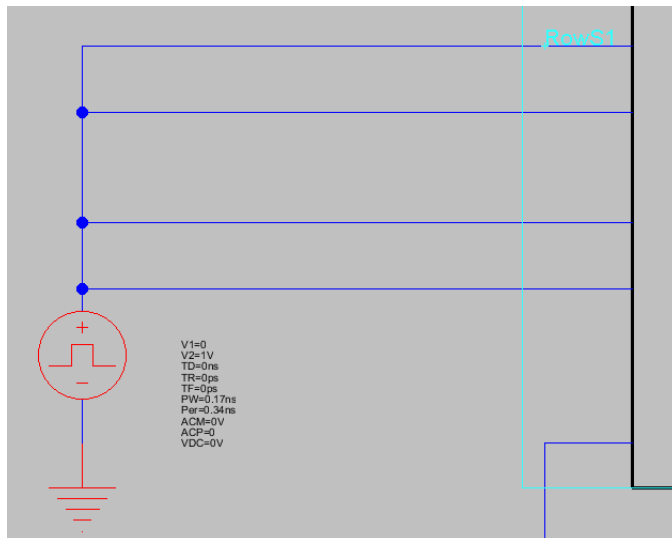 RowS1
+
V1=0
V2=1V
TD=0ns
TR=0ps
TF=0ps
PW=0.17ns
Per=0.34ns
ACM=0V
ACP=0
VDC=0V